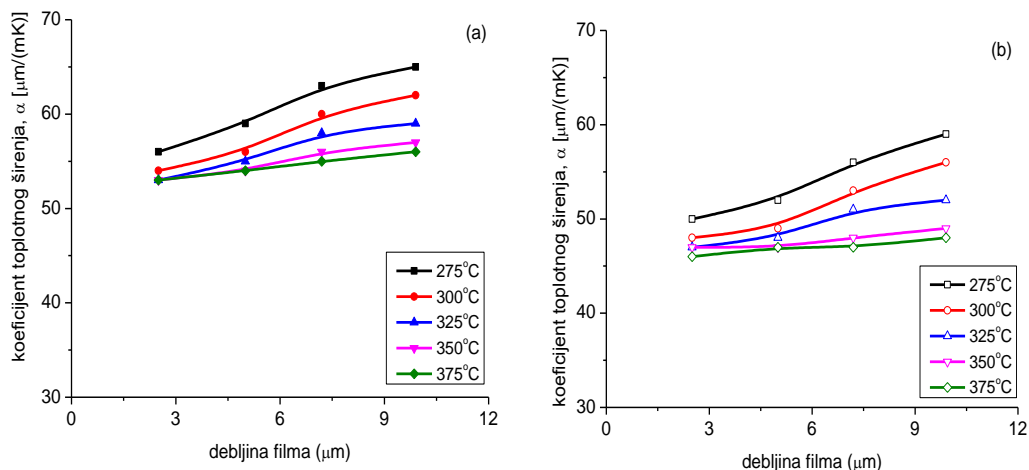 koeficijent toplotnog širenja, α [μm/(mK)]
70
60
50
40
30
0
3
6
9
12
debljina filma (μm)
(a)
275°C
300°C
325°C
350°C
375°C
koeficijent toplotnog širenja, α [μm/(mK)]
70
60
50
40
30
0
3
6
9
12
debljina filma (μm)
(b)
275°C
300°C
325°C
350°C
375°C